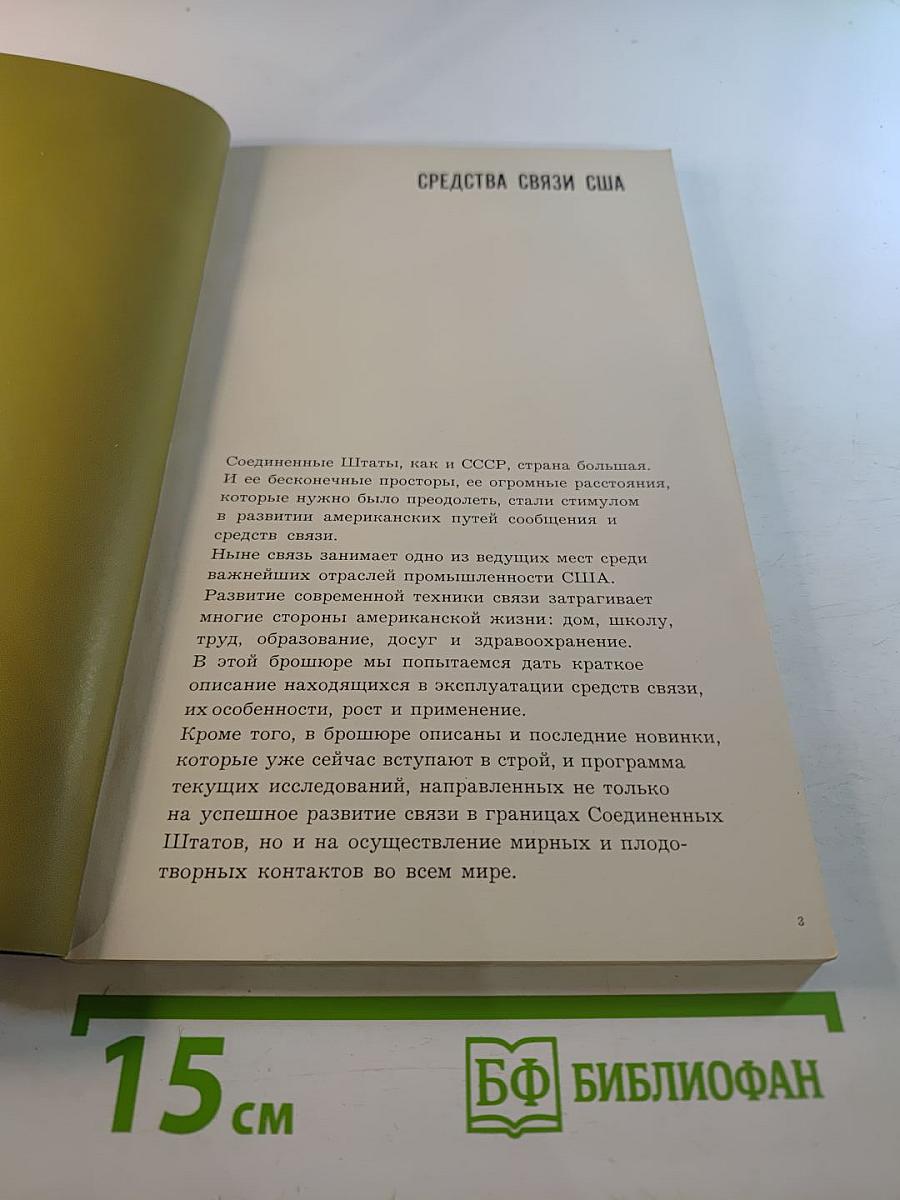 СРЕДСТВА СВЯЗИ США
Соединенные Штаты, как и СССР, страна большая.
И ее бесконечные просторы, ее огромные расстояния,
которые нужно было преодолеть, стали стимулом
в развитии американских путей сообщения и
средств связи.
Ныне связь занимает одно из ведущих мест среди
важнейших отраслей промышленности США.
Развитие современной техники связи затрагивает
многие стороны американской жизни: дом, школу,
труд, образование, досуг и здравоохранение.
В этой брошюре мы попытаемся дать краткое
описание находящихся в эксплуатации средств связи,
их особенности, рост и применение.
Кроме того, в брошюре описаны и последние новинки,
которые уже сейчас вступают в строй, и программа
текущих исследований, направленных не только
на успешное развитие связи в границах Соединенных
Штатов, но и на осуществление мирных и плодо-
творных контактов во всем мире.
3
15 см
БФ БИБЛИОФАН